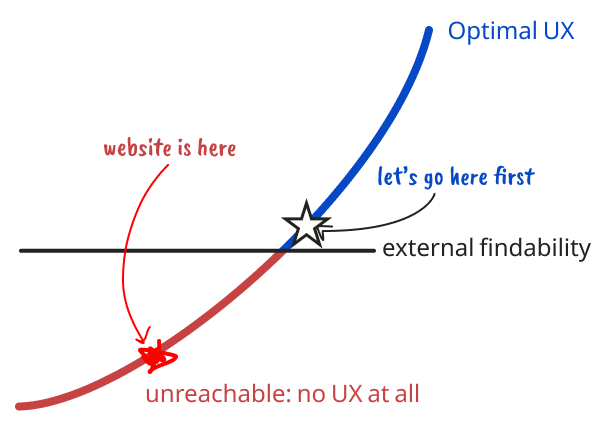 Optimal UX
website is here
let's go here first
external findability
unreachable: no UX at all